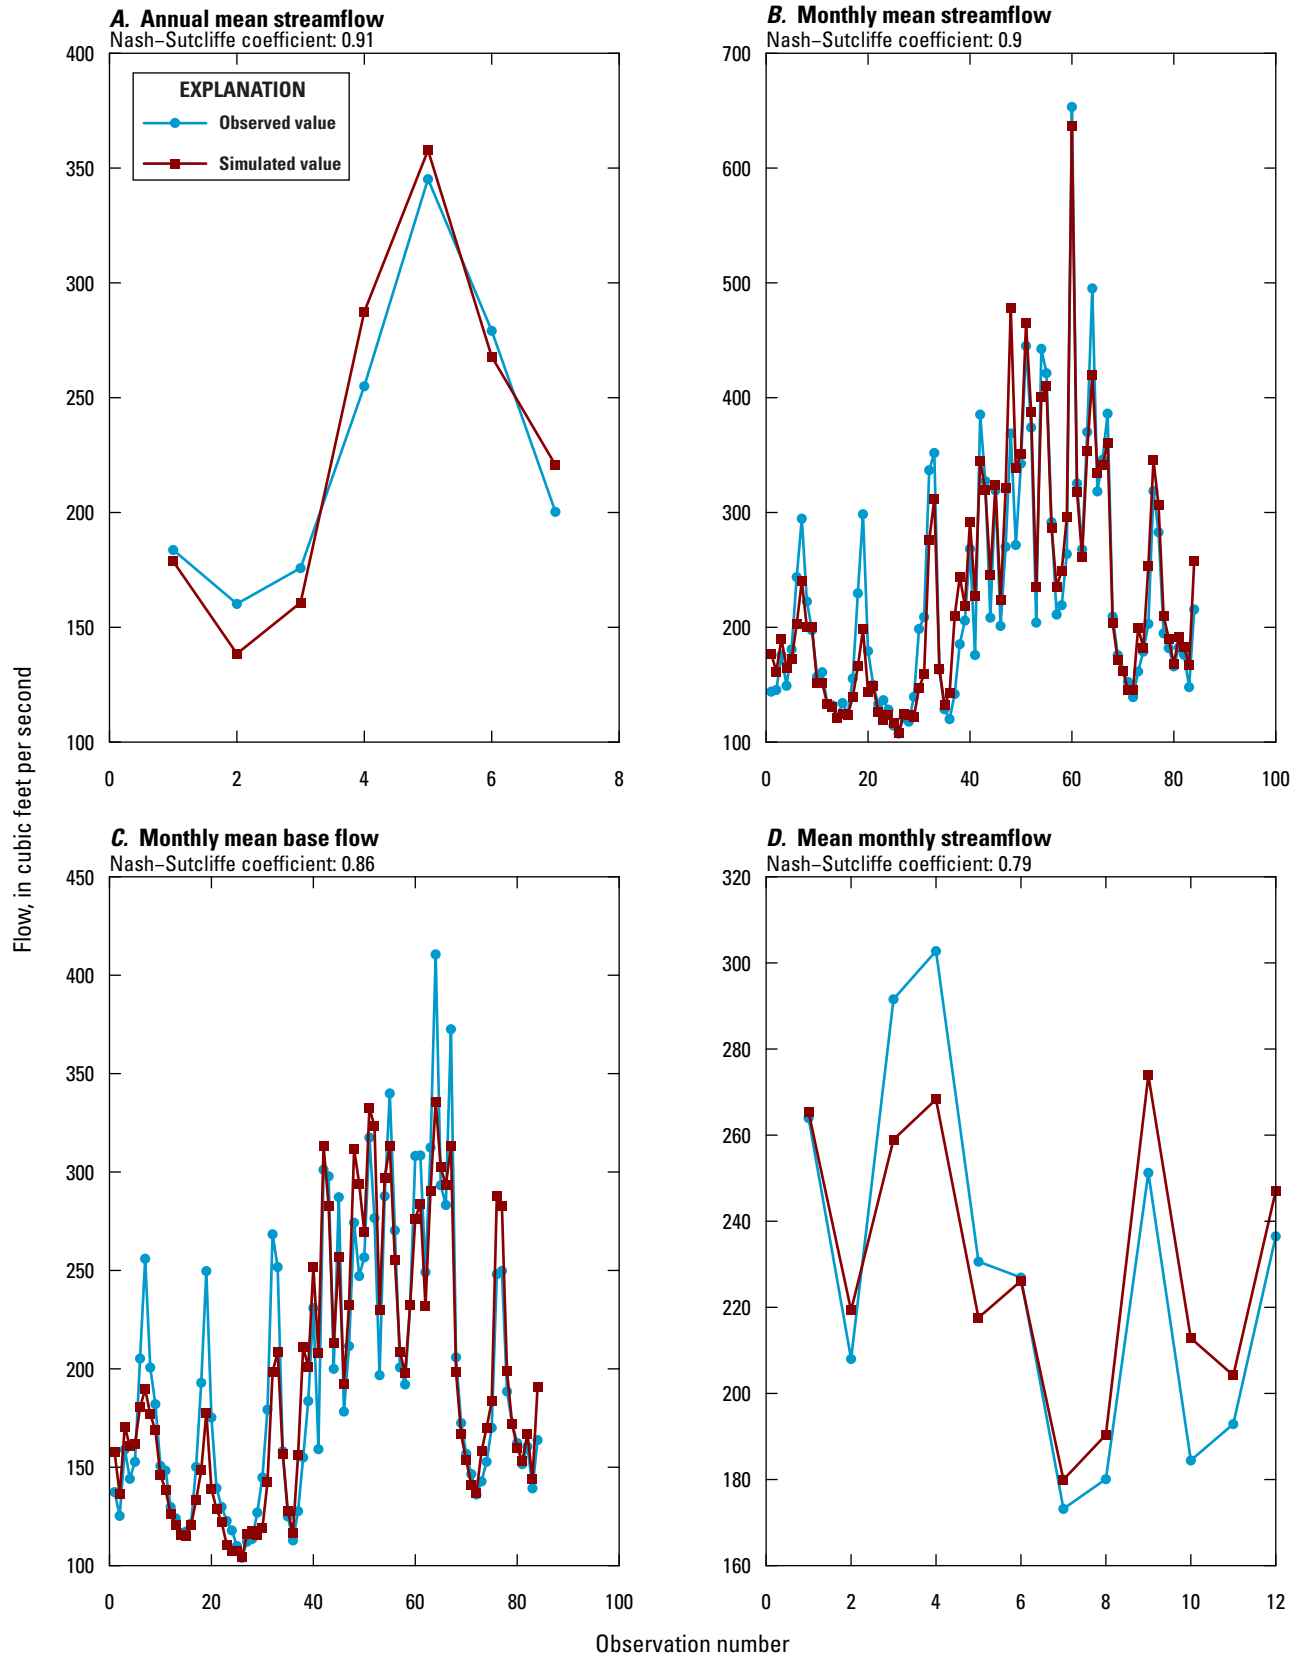 A. Annual mean streamflow
Nash–Sutcliffe coefficient: 0.91
400
350
300
250
200
150
100
0 2 4 6 8
EXPLANATION
Observed value
Simulated value
B. Monthly mean streamflow
Nash–Sutcliffe coefficient: 0.9
700
600
500
400
300
200
100
0 20 40 60 80 100
Flow, in cubic feet per second
C. Monthly mean base flow
Nash–Sutcliffe coefficient: 0.86
450
400
350
300
250
200
150
100
0 20 40 60 80 100
D. Mean monthly streamflow
Nash–Sutcliffe coefficient: 0.79
320
300
280
260
240
220
200
180
160
0 2 4 6 8 10 12
Observation number